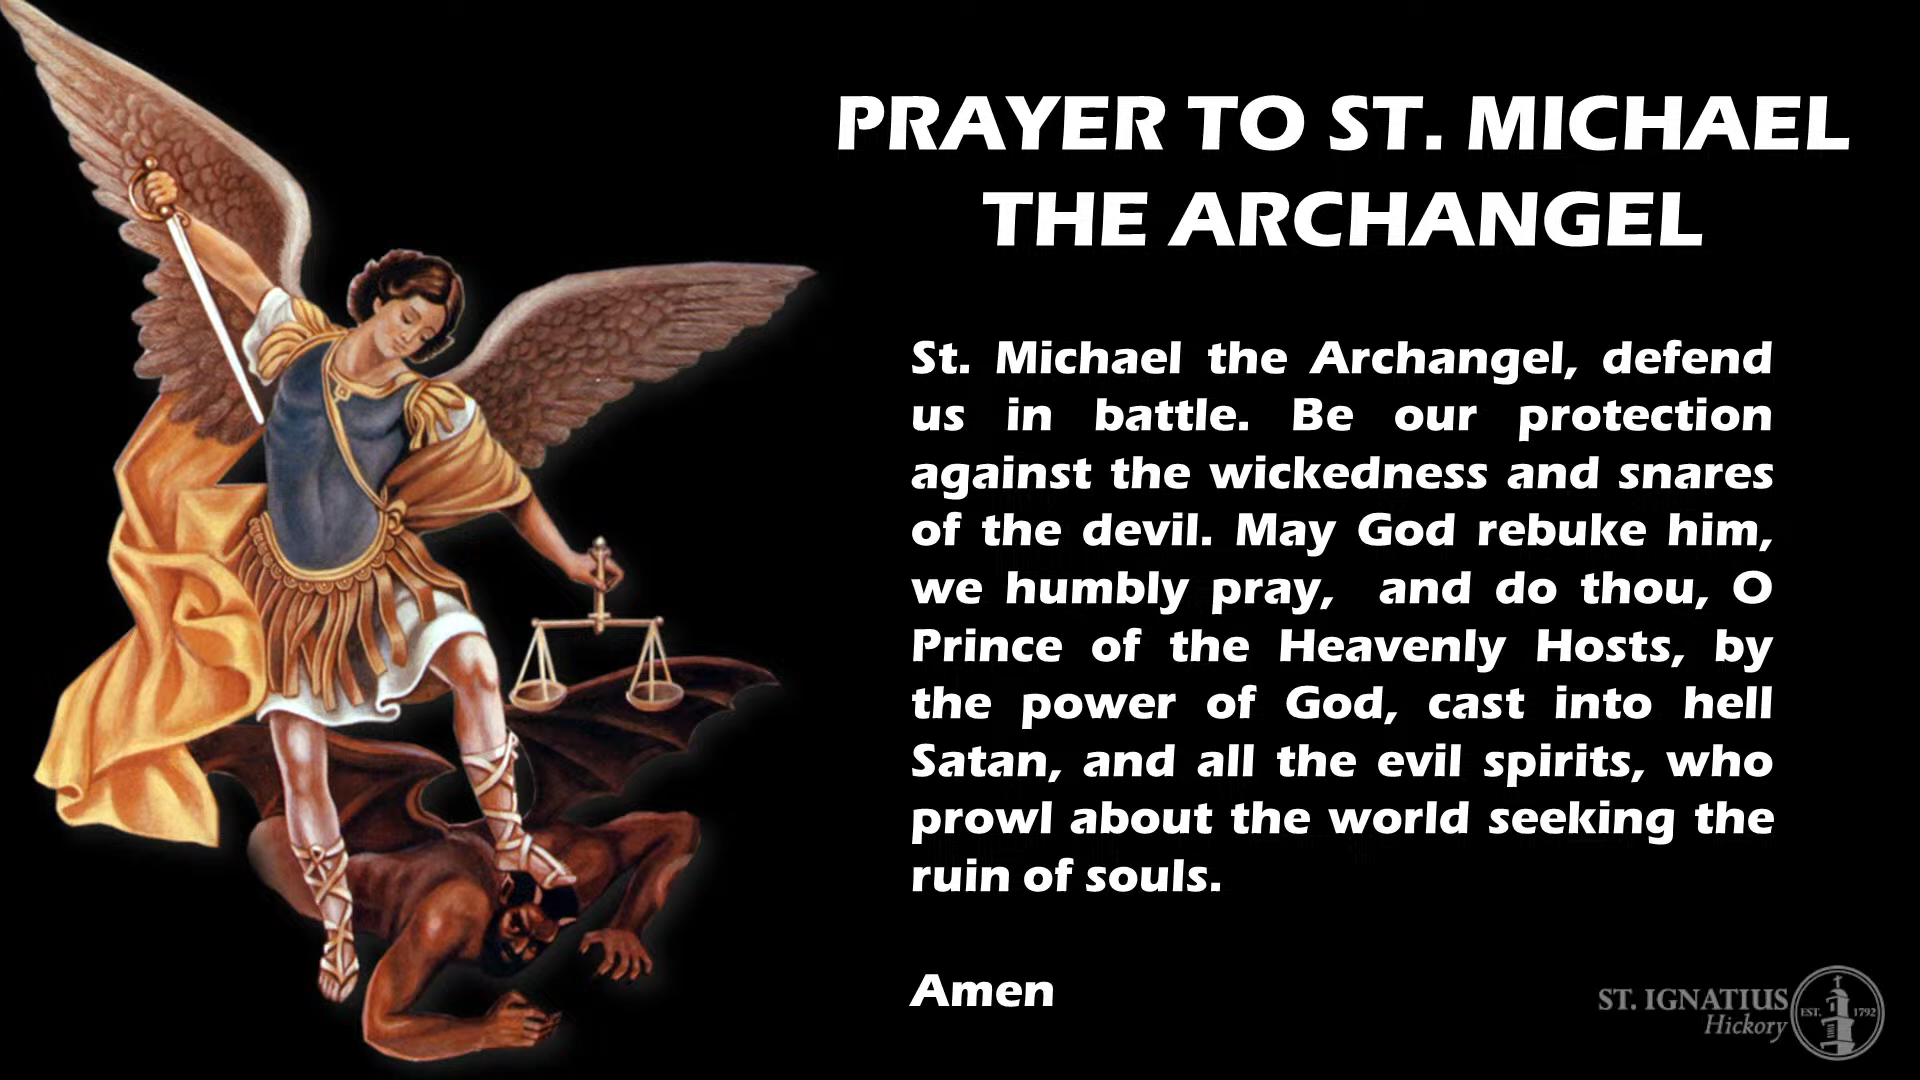 PRAYER TO ST. MICHAEL
THE ARCHANGEL
St. Michael the Archangel, defend
us in battle. Be our protection
against the wickedness and snares
of the devil. May God rebuke him,
we humbly pray, and do thou, O
Prince of the Heavenly Hosts, by
the power of God, cast into hell
Satan, and all the evil spirits, who
prowl about the world seeking the
ruin of souls.
Amen
ST. IGNATIUS
Hickory
EST. 1792